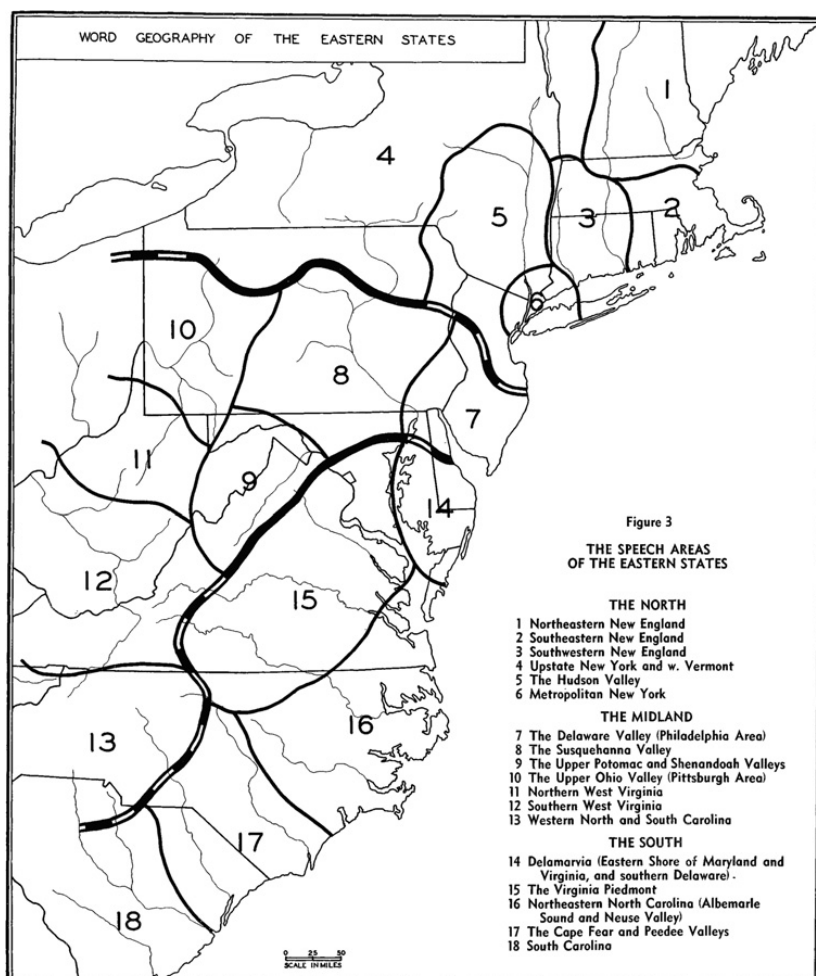 WORD GEOGRAPHY OF THE EASTERN STATES
1
4
5
3
2
6
10
8
7
11
9
14
12
15
13
16
17
18
Figure 3
THE SPEECH AREAS
OF THE EASTERN STATES
THE NORTH
1 Northeastern New England
2 Southeastern New England
3 Southwestern New England
4 Upstate New York and w. Vermont
5 The Hudson Valley
6 Metropolitan New York
THE MIDLAND
7 The Delaware Valley (Philadelphia Area)
8 The Susquehanna Valley
9 The Upper Potomac and Shenandoah Valleys
10 The Upper Ohio Valley (Pittsburgh Area)
11 Northern West Virginia
12 Southern West Virginia
13 Western North and South Carolina
THE SOUTH
14 Delamarvia (Eastern Shore of Maryland and
Virginia, and southern Delaware).
15 The Virginia Piedmont
16 Northeastern North Carolina (Albemarle
Sound and Neuse Valley)
17 The Cape Fear and Peedee Valleys
18 South Carolina
0 25 50
SCALE IN MILES